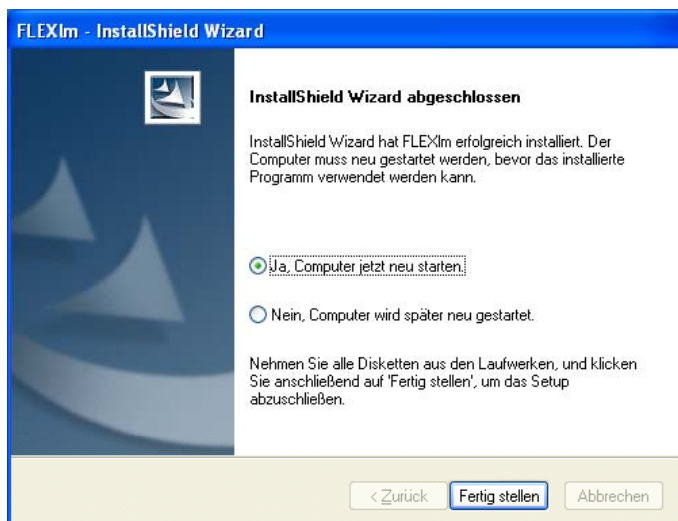 FLEXlm - InstallShield Wizard
InstallShield Wizard abgeschlossen
InstallShield Wizard hat FLEXlm erfolgreich installiert. Der
Computer muss neu gestartet werden, bevor das installierte
Programm verwendet werden kann.
Ja, Computer jetzt neu starten.
Nein, Computer wird später neu gestartet.
Nehmen Sie alle Disketten aus den Laufwerken, und klicken
Sie anschließend auf 'Fertig stellen', um das Setup
abzuschließen.
< Zurück
Fertig stellen
Abbrechen